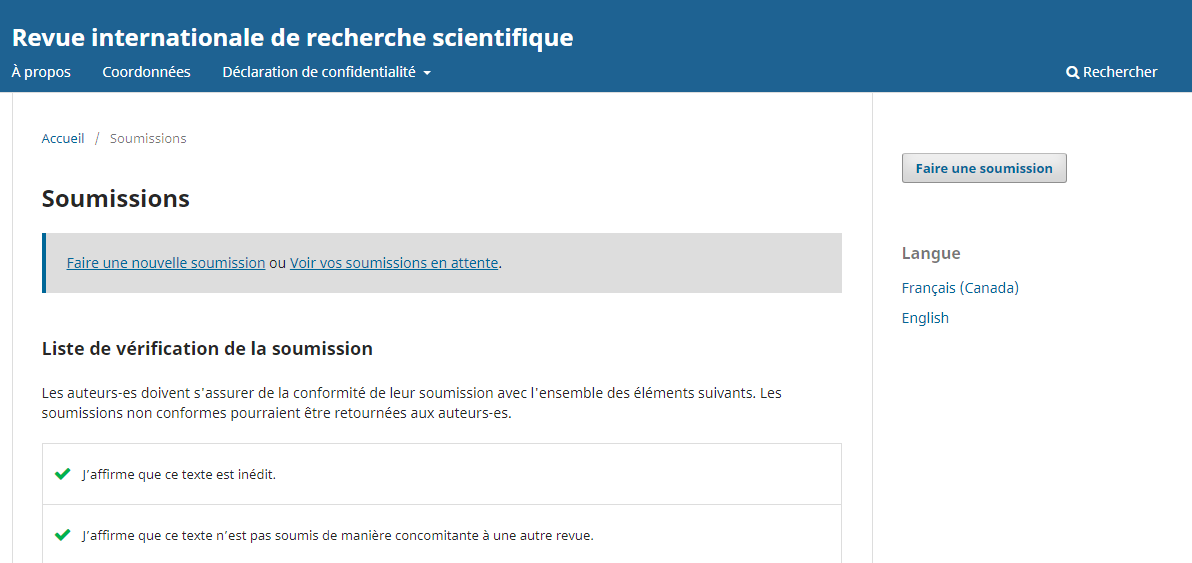 Revue internationale de recherche scientifique
À propos Coordonnées Déclaration de confidentialité Rechercher
Accueil / Soumissions
Faire une soumission
Soumissions
Faire une nouvelle soumission ou Voir vos soumissions en attente.
Langue
Français (Canada)
English
Liste de vérification de la soumission
Les auteurs-es doivent s'assurer de la conformité de leur soumission avec l'ensemble des éléments suivants. Les
soumissions non conformes pourraient être retournées aux auteurs-es.
J’affirme que ce texte est inédit.
J’affirme que ce texte n’est pas soumis de manière concomitante à une autre revue.